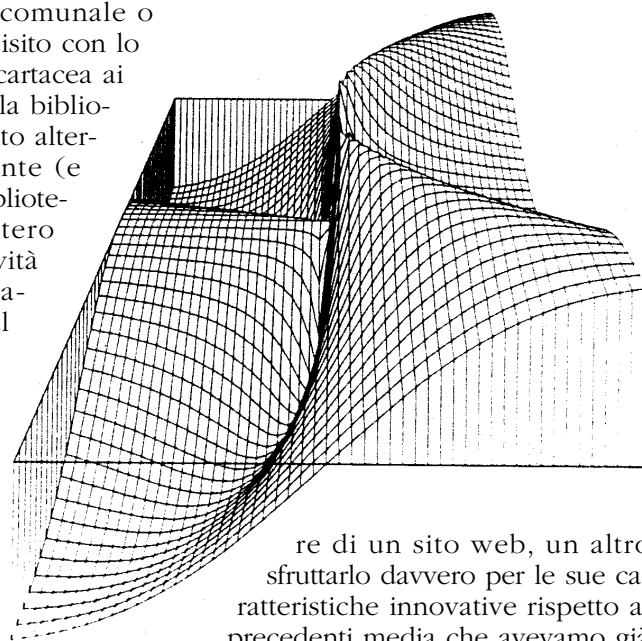 comunale o
isito con lo
cartacea ai
la biblio-
to alter-
nte (e
bliote-
tero
vità
a-
l
re di un sito web, un altro
sfruttarlo davvero per le sue ca-
ratteristiche innovative rispetto a
precedenti media che avevamo già